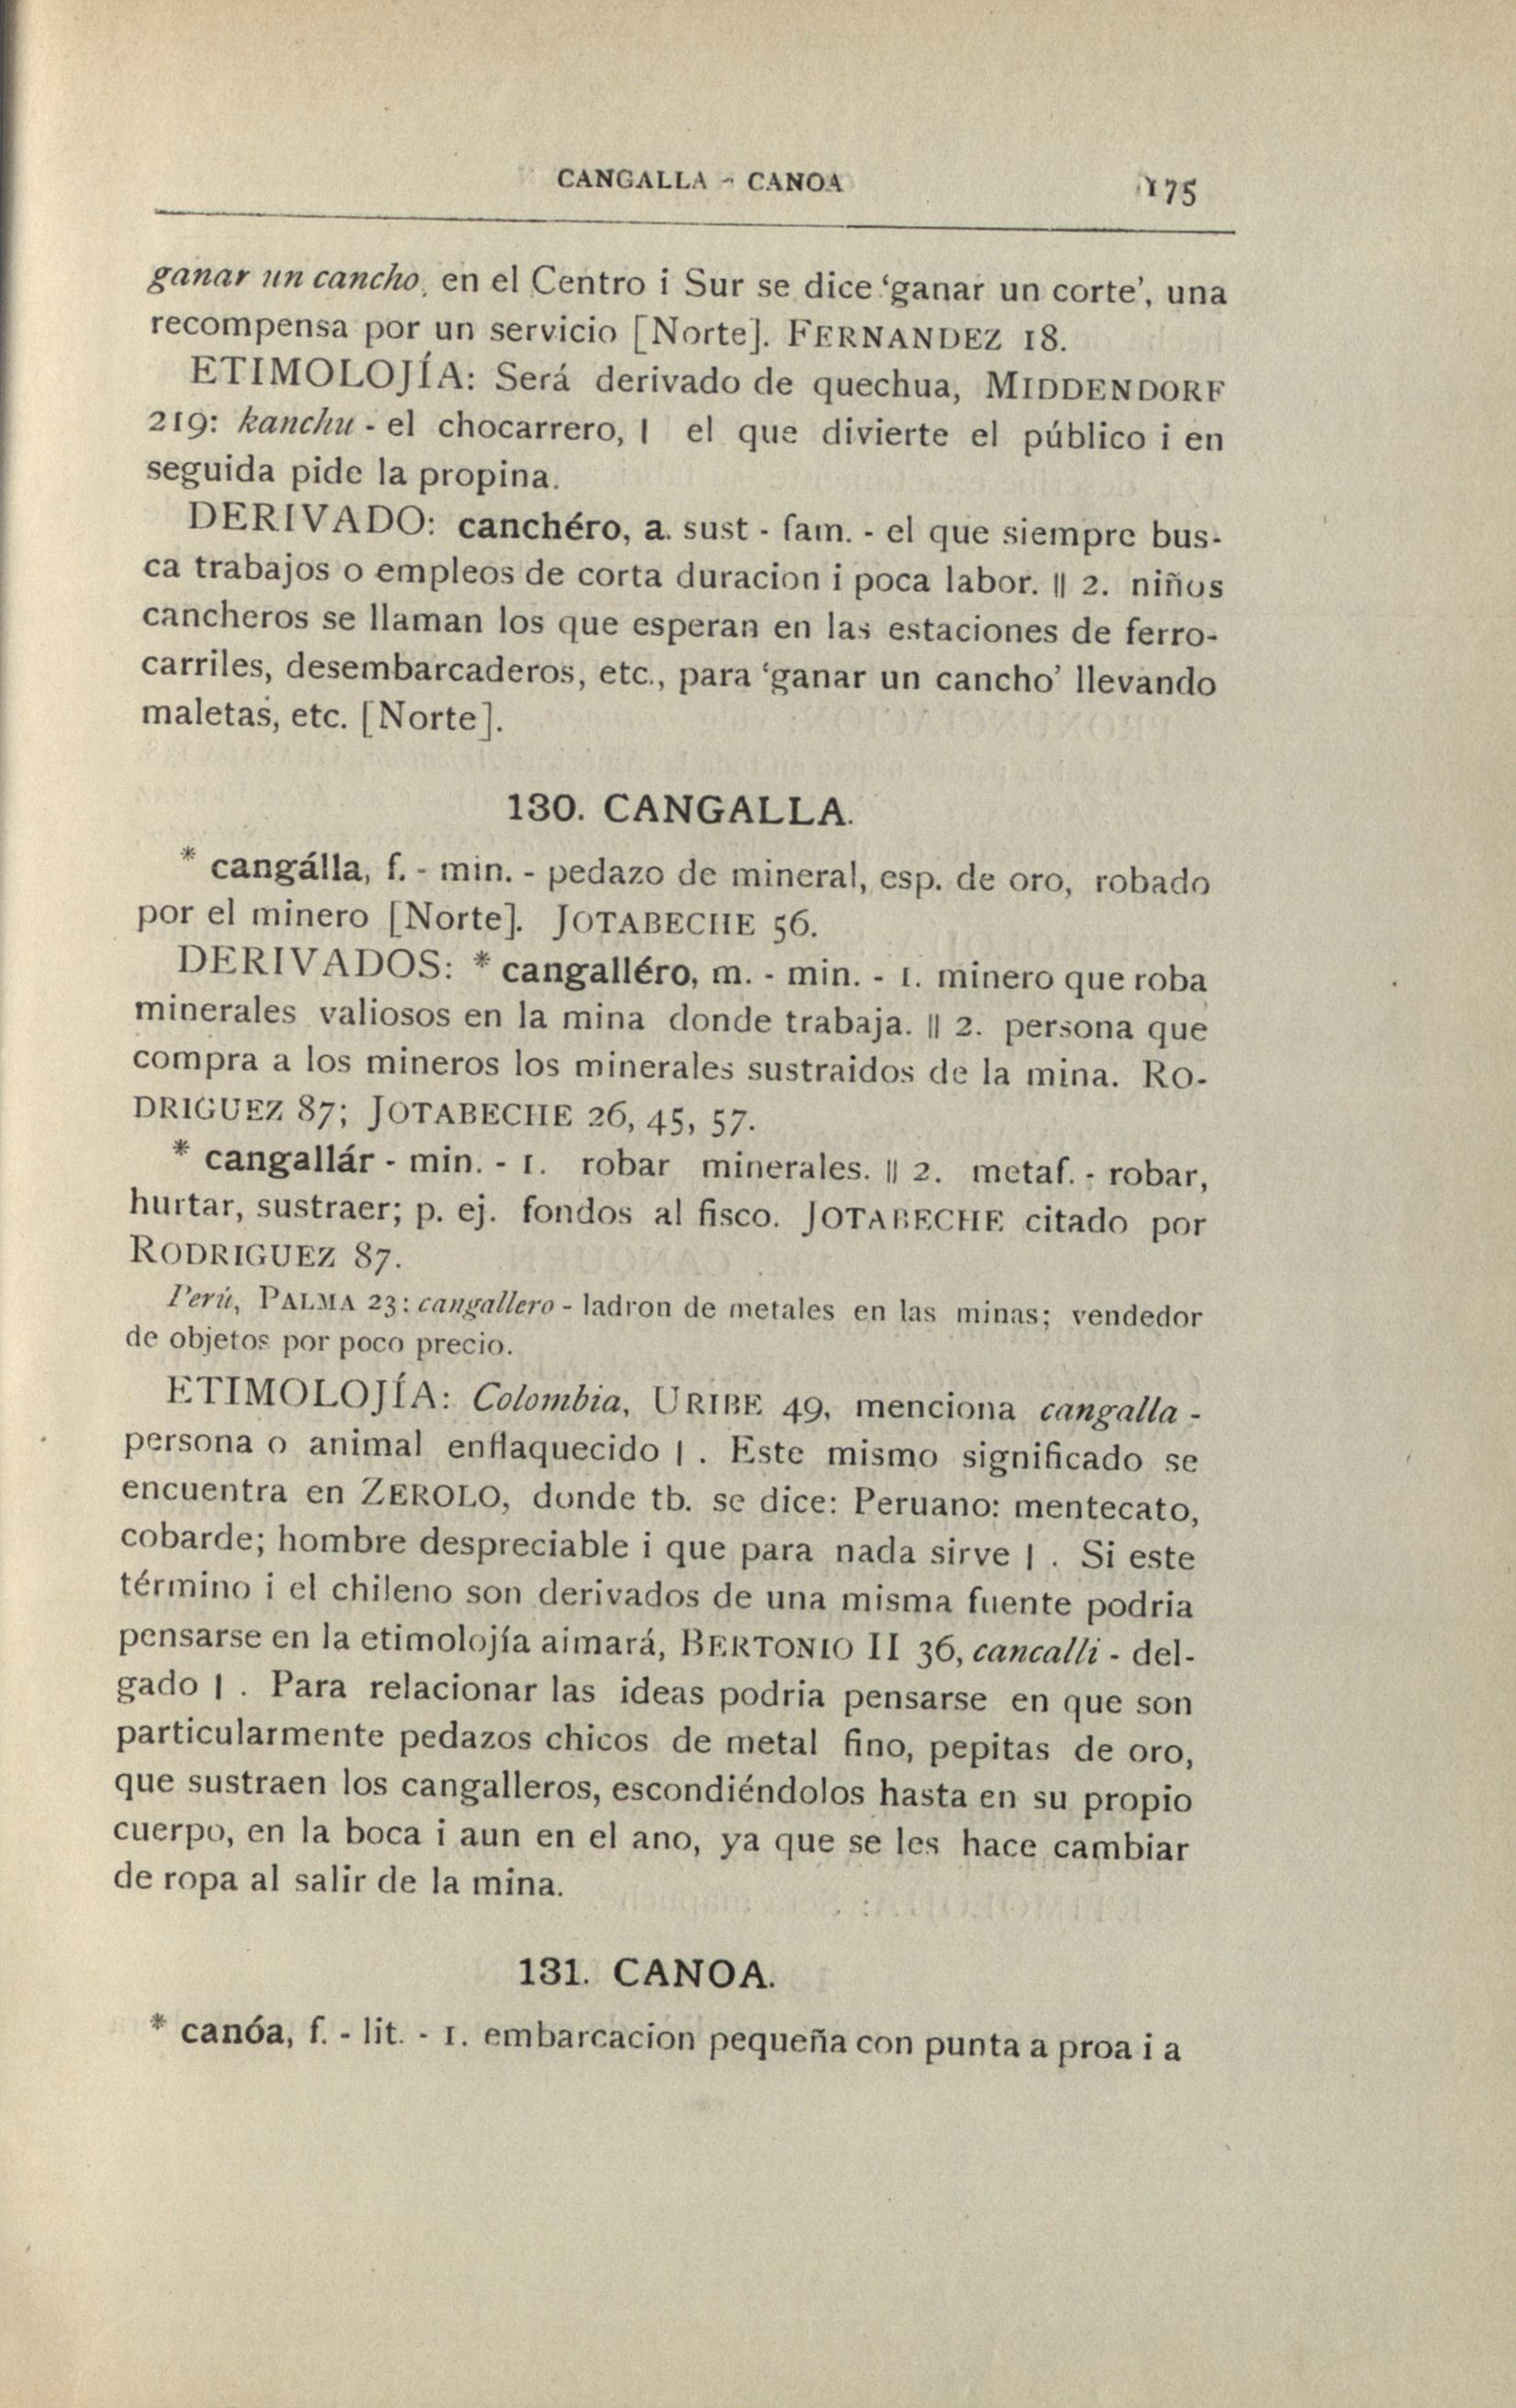 CANGALLA - CANOA 175
ganar un cancho, en el Centro i Sur se dice 'ganar un corte', una
recompensa por un servicio [Norte]. FERNANDEZ 18.
ETIMOLOJÍA: Será derivado de quechua, MIDDENDORF
219: kanchu - el chocarrero, | el que divierte el público i en
seguida pide la propina.
DERIVADO: canchéro, a. sust - fam. - el que siempre bus-
ca trabajos o empleos de corta duracion i poca labor. || 2. niños
cancheros se llaman los que esperan en las estaciones de ferro-
carriles, desembarcaderos, etc., para 'ganar un cancho' llevando
maletas, etc. [Norte].
130. CANGALLA.
* cangálla, f. - min. - pedazo de mineral, esp. de oro, robado
por el minero [Norte]. JOTABECHE 56.
DERIVADOS: * cangalléro, m. - min. - 1. minero que roba
minerales valiosos en la mina donde trabaja. || 2. persona que
compra a los mineros los minerales sustraidos de la mina. RO-
DRIGUEZ 87; JOTABECHE 26, 45, 57.
* cangallár - min. - 1. robar minerales. || 2. metaf. - robar,
hurtar, sustraer; p. ej. fondos al fisco. JOTABECHE citado por
RODRIGUEZ 87.
Perú, PALMA 23: cangallero - ladron de metales en las minas; vendedor
de objetos por poco precio.
ETIMOLOJÍA: Colombia, URIBE 49, menciona cangalla -
persona o animal enflaquecido | . Este mismo significado se
encuentra en ZEROLO, donde tb. se dice: Peruano: mentecato,
cobarde; hombre despreciable i que para nada sirve | . Si este
término i el chileno son derivados de una misma fuente podria
pensarse en la etimolojía aimará, BERTONIO II 36, cancalli - del-
gado | . Para relacionar las ideas podria pensarse en que son
particularmente pedazos chicos de metal fino, pepitas de oro,
que sustraen los cangalleros, escondiéndolos hasta en su propio
cuerpo, en la boca i aun en el ano, ya que se les hace cambiar
de ropa al salir de la mina.
131. CANOA.
* canóa, f. - lit. - 1. embarcacion pequeña con punta a proa i a